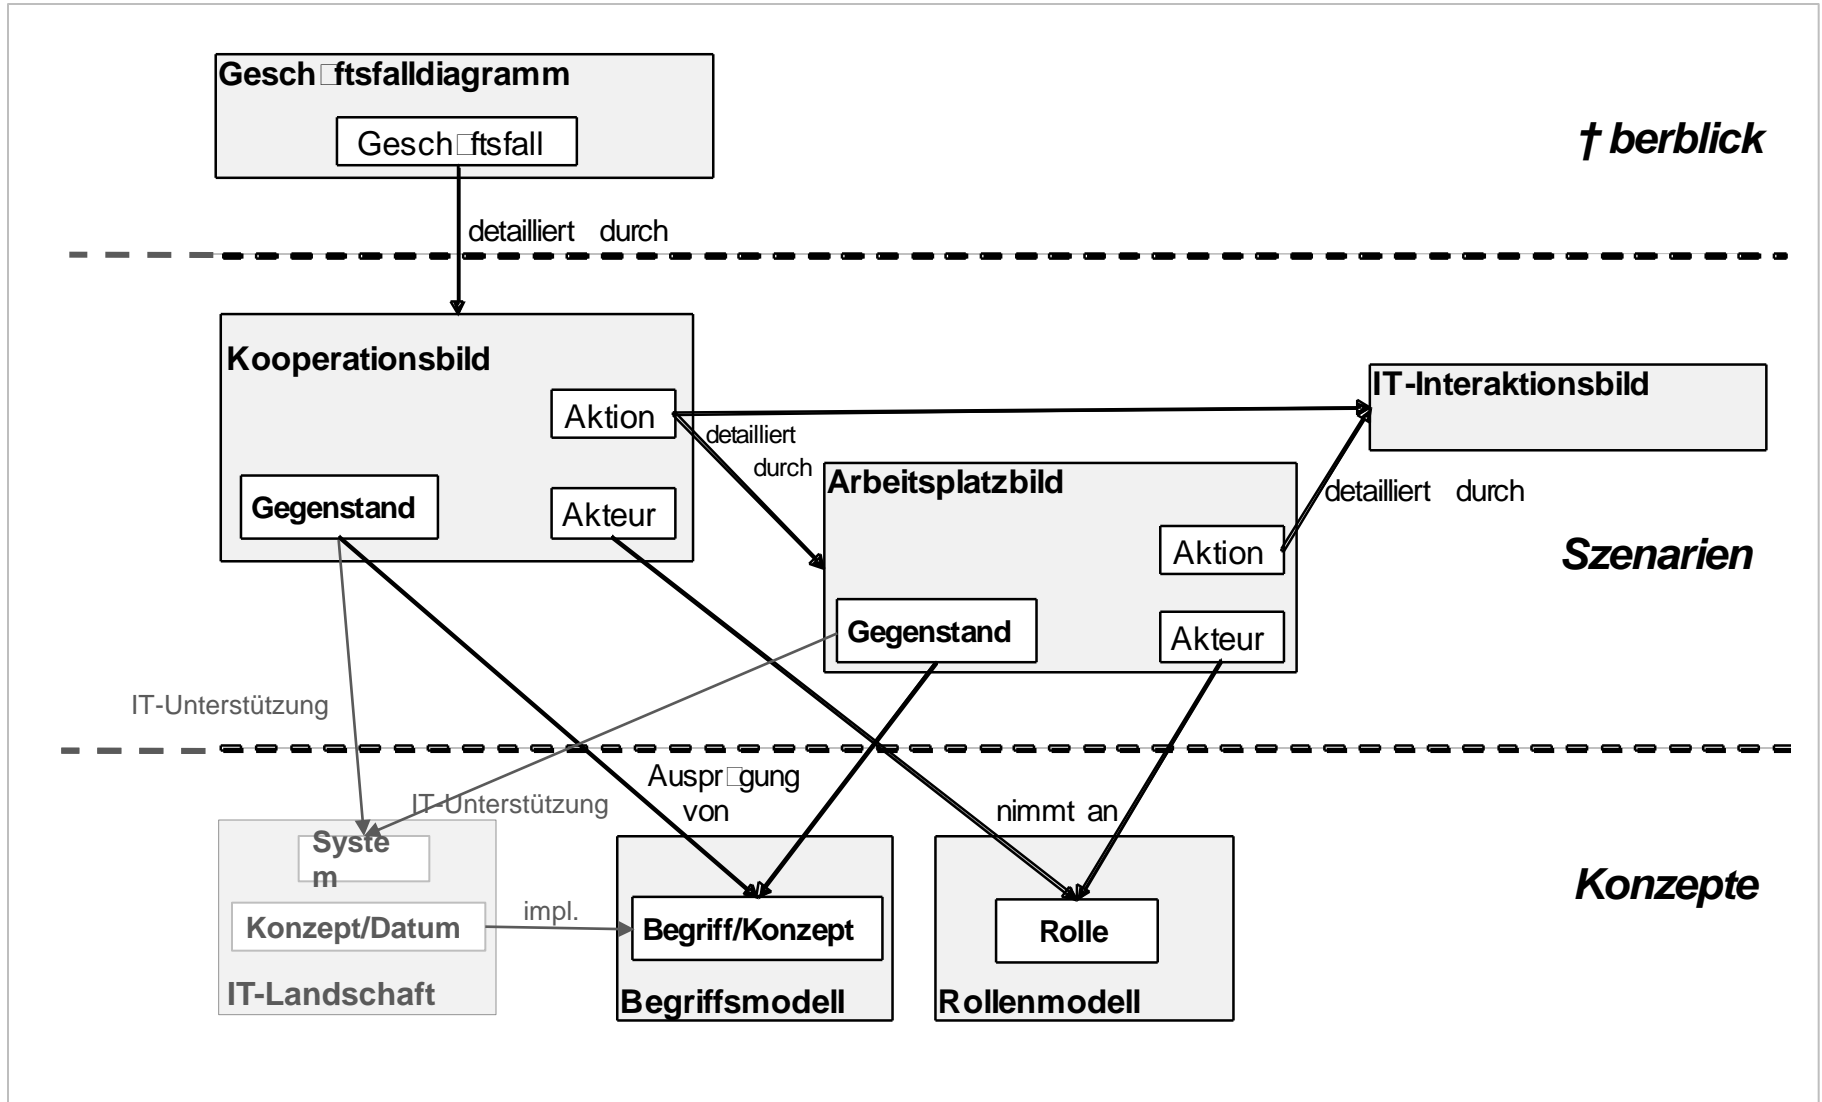 Gesch□ftsfalldiagramm
Gesch□ftsfall
† berblick
detailliert durch
Kooperationsbild
IT-Interaktionsbild
Aktion
detailliert
durch
Arbeitsplatzbild
detailliert durch
Gegenstand
Akteur
Aktion
Szenarien
Gegenstand
Akteur
IT-Unterstützung
Auspr□gung
von
IT-Unterstützung
nimmt an
Syste
m
Konzepte
impl.
Konzept/Datum
Begriff/Konzept
Rolle
IT-Landschaft
Begriffsmodell
Rollenmodell